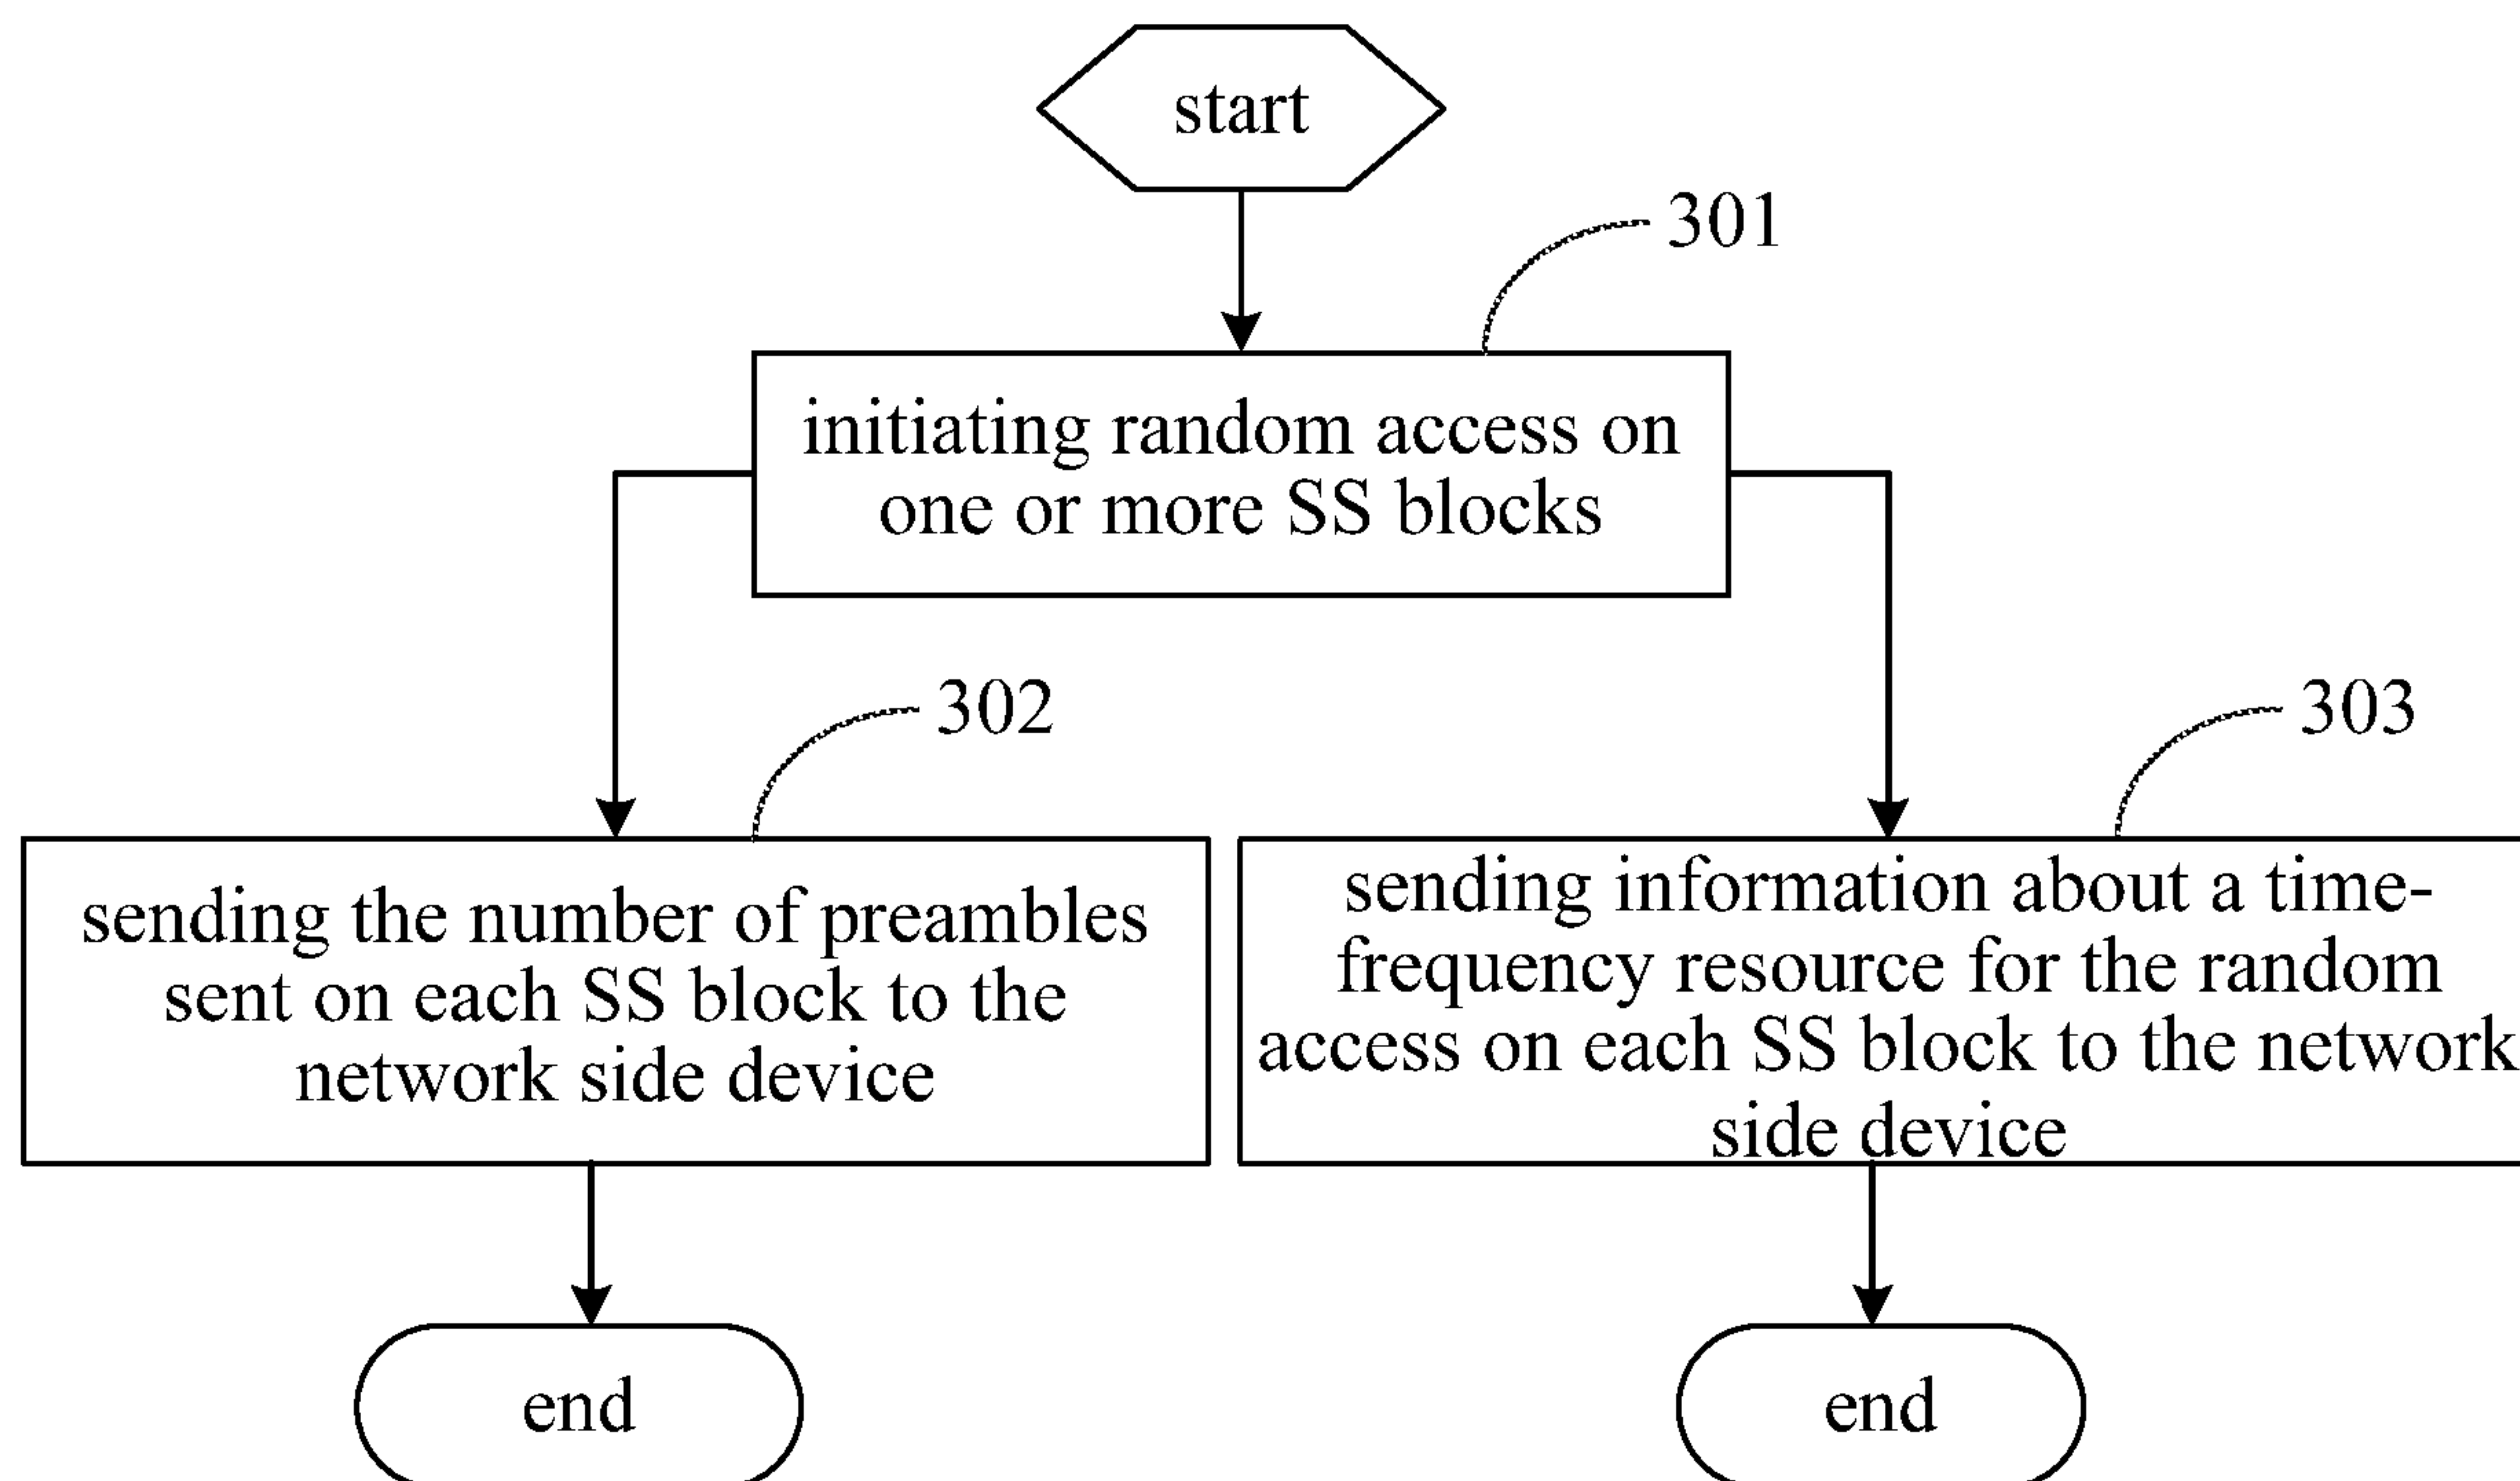 start
301
initiating random access on
one or more SS blocks
302
303
sending the number of preambles
sent on each SS block to the
network side device
sending information about a time-
frequency resource for the random
access on each SS block to the network
side device
end
end